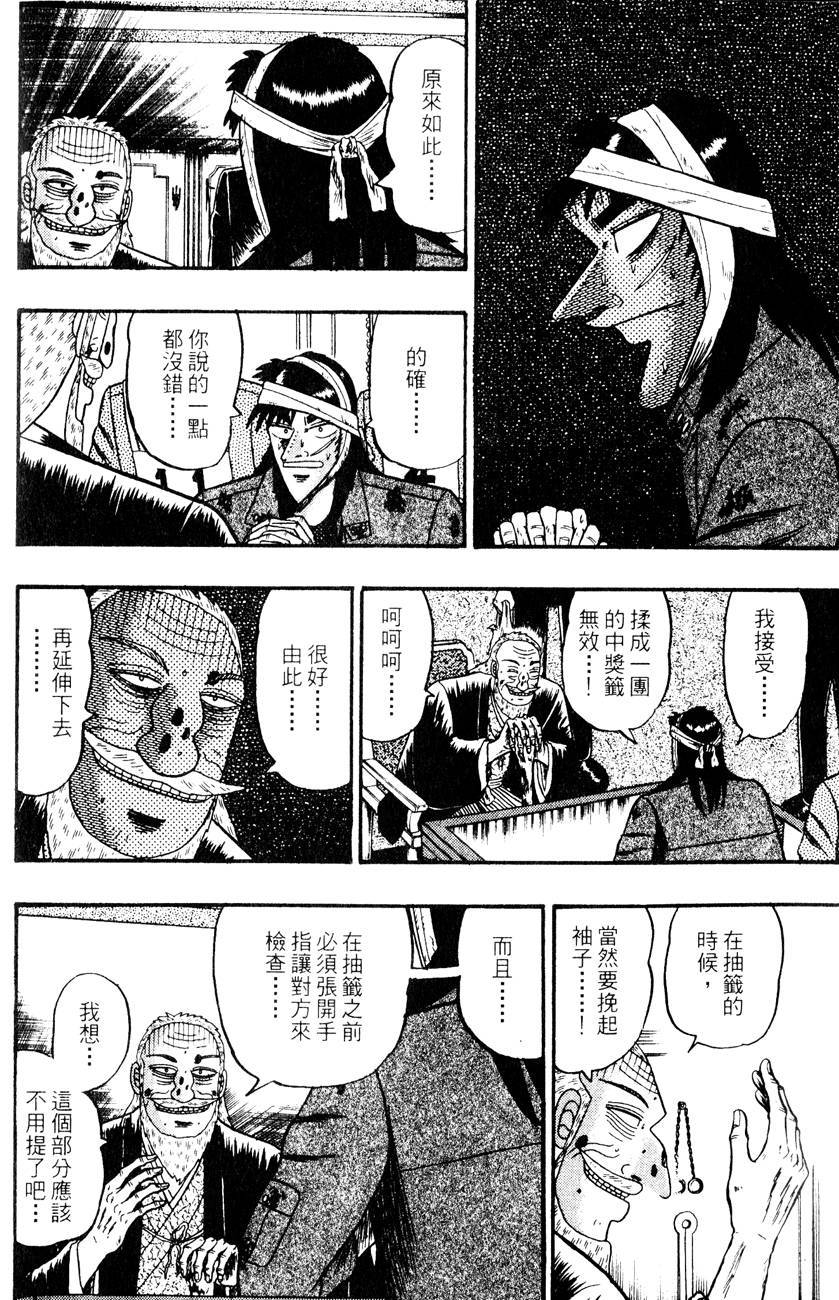 原來如此⋯⋯
的確⋯⋯
你說的一點
都沒錯⋯⋯
11
我接受⋯⋯
揉成一團
的中獎籤
無效⋯!
呵呵呵⋯⋯
很好⋯⋯
由此⋯⋯
再延伸下去
⋯⋯⋯
在抽籤的
時候，
當然要挽起
袖子⋯⋯!
而且⋯⋯
在抽籤之前
必須張開手
指讓對方來
檢查⋯⋯
我想⋯
這個部分應該
不用提了吧⋯